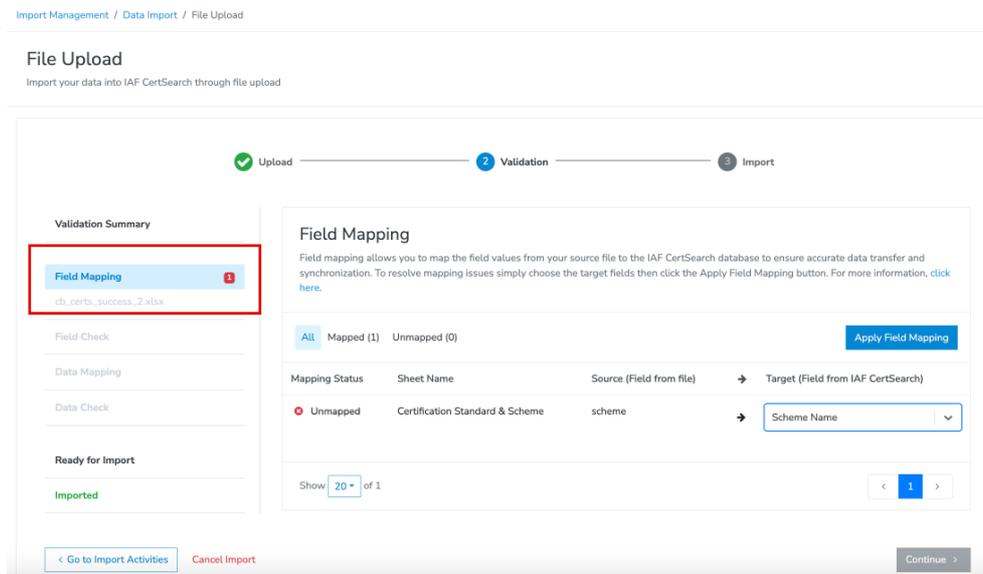 Import Management / Data Import / File Upload
File Upload
Import your data into IAF CertSearch through file upload
Upload
2 Validation
3 Import
Validation Summary
Field Mapping 1
cb_certs_success_2.xlsx
Field Check
Data Mapping
Data Check
Ready for Import
Imported
Field Mapping
Field mapping allows you to map the field values from your source file to the IAF CertSearch database to ensure accurate data transfer and
synchronization. To resolve mapping issues simply choose the target fields then click the Apply Field Mapping button. For more information, click
here.
All Mapped (1) Unmapped (0) Apply Field Mapping
Mapping Status Sheet Name Source (Field from file) → Target (Field from IAF CertSearch)
Unmapped Certification Standard & Scheme scheme → Scheme Name
Show 20 of 1 < 1 >
< Go to Import Activities Cancel Import Continue >